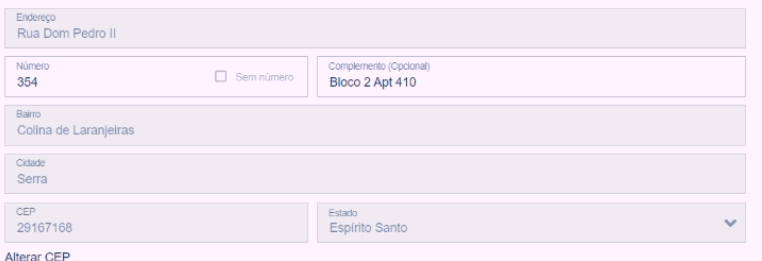 Endereço
Rua Dom Pedro II
Número
354
Sem número
Complemento (Opcional)
Bloco 2 Apt 410
Bairro
Colina de Laranjeiras
Cidade
Serra
CEP
29167168
Estado
Espírito Santo
Alterar CEP